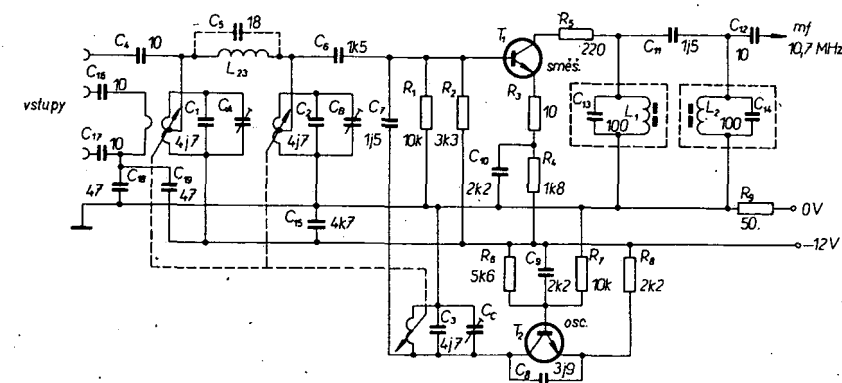 C₄ 10
C₅ 18
L₂₃
C₆ 1k5
T₁
směš.
R₅
220
C₁₁ 1j5
C₁₂
10
mf
10,7 MHz
vstupy
C₁₆
10
C₁₇ 10
C₁
4j7
C_A
C₂
4j7
C_B
C₇
1j5
R₁
10k
R₂
3k3
R₃
10
C₁₀
2k2
R₄
1k8
C₁₃
100
L₁
L₂
100
C₁₄
47
C₁₈
C₁₉
47
C₁₅ 4k7
R₉
50.
0V
-12V
R₆
5k6
C₉
2k2
R₇
10k
R₈
2k2
C₃
4j7
C_C
T₂
osc.
C₈ 3j9